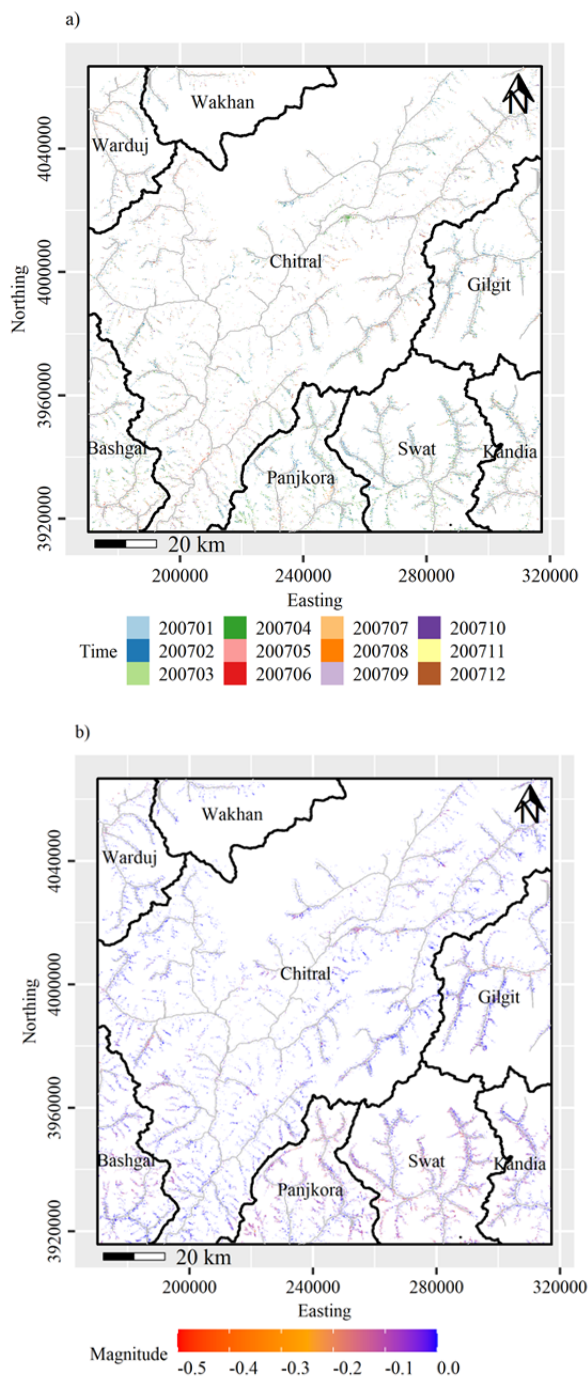 a)
Wakhan
N
Warduj
Chitral
Gilgit
Bashgal
Panjkora
Swat
Kandia
20 km
4040000
4000000
3960000
3920000
Northing
200000 240000 280000 320000
Easting
Time
200701 200704 200707 200710
200702 200705 200708 200711
200703 200706 200709 200712
b)
Wakhan
N
Warduj
Chitral
Gilgit
Bashgal
Panjkora
Swat
Kandia
20 km
4040000
4000000
3960000
3920000
Northing
200000 240000 280000 320000
Easting
Magnitude
-0.5 -0.4 -0.3 -0.2 -0.1 0.0